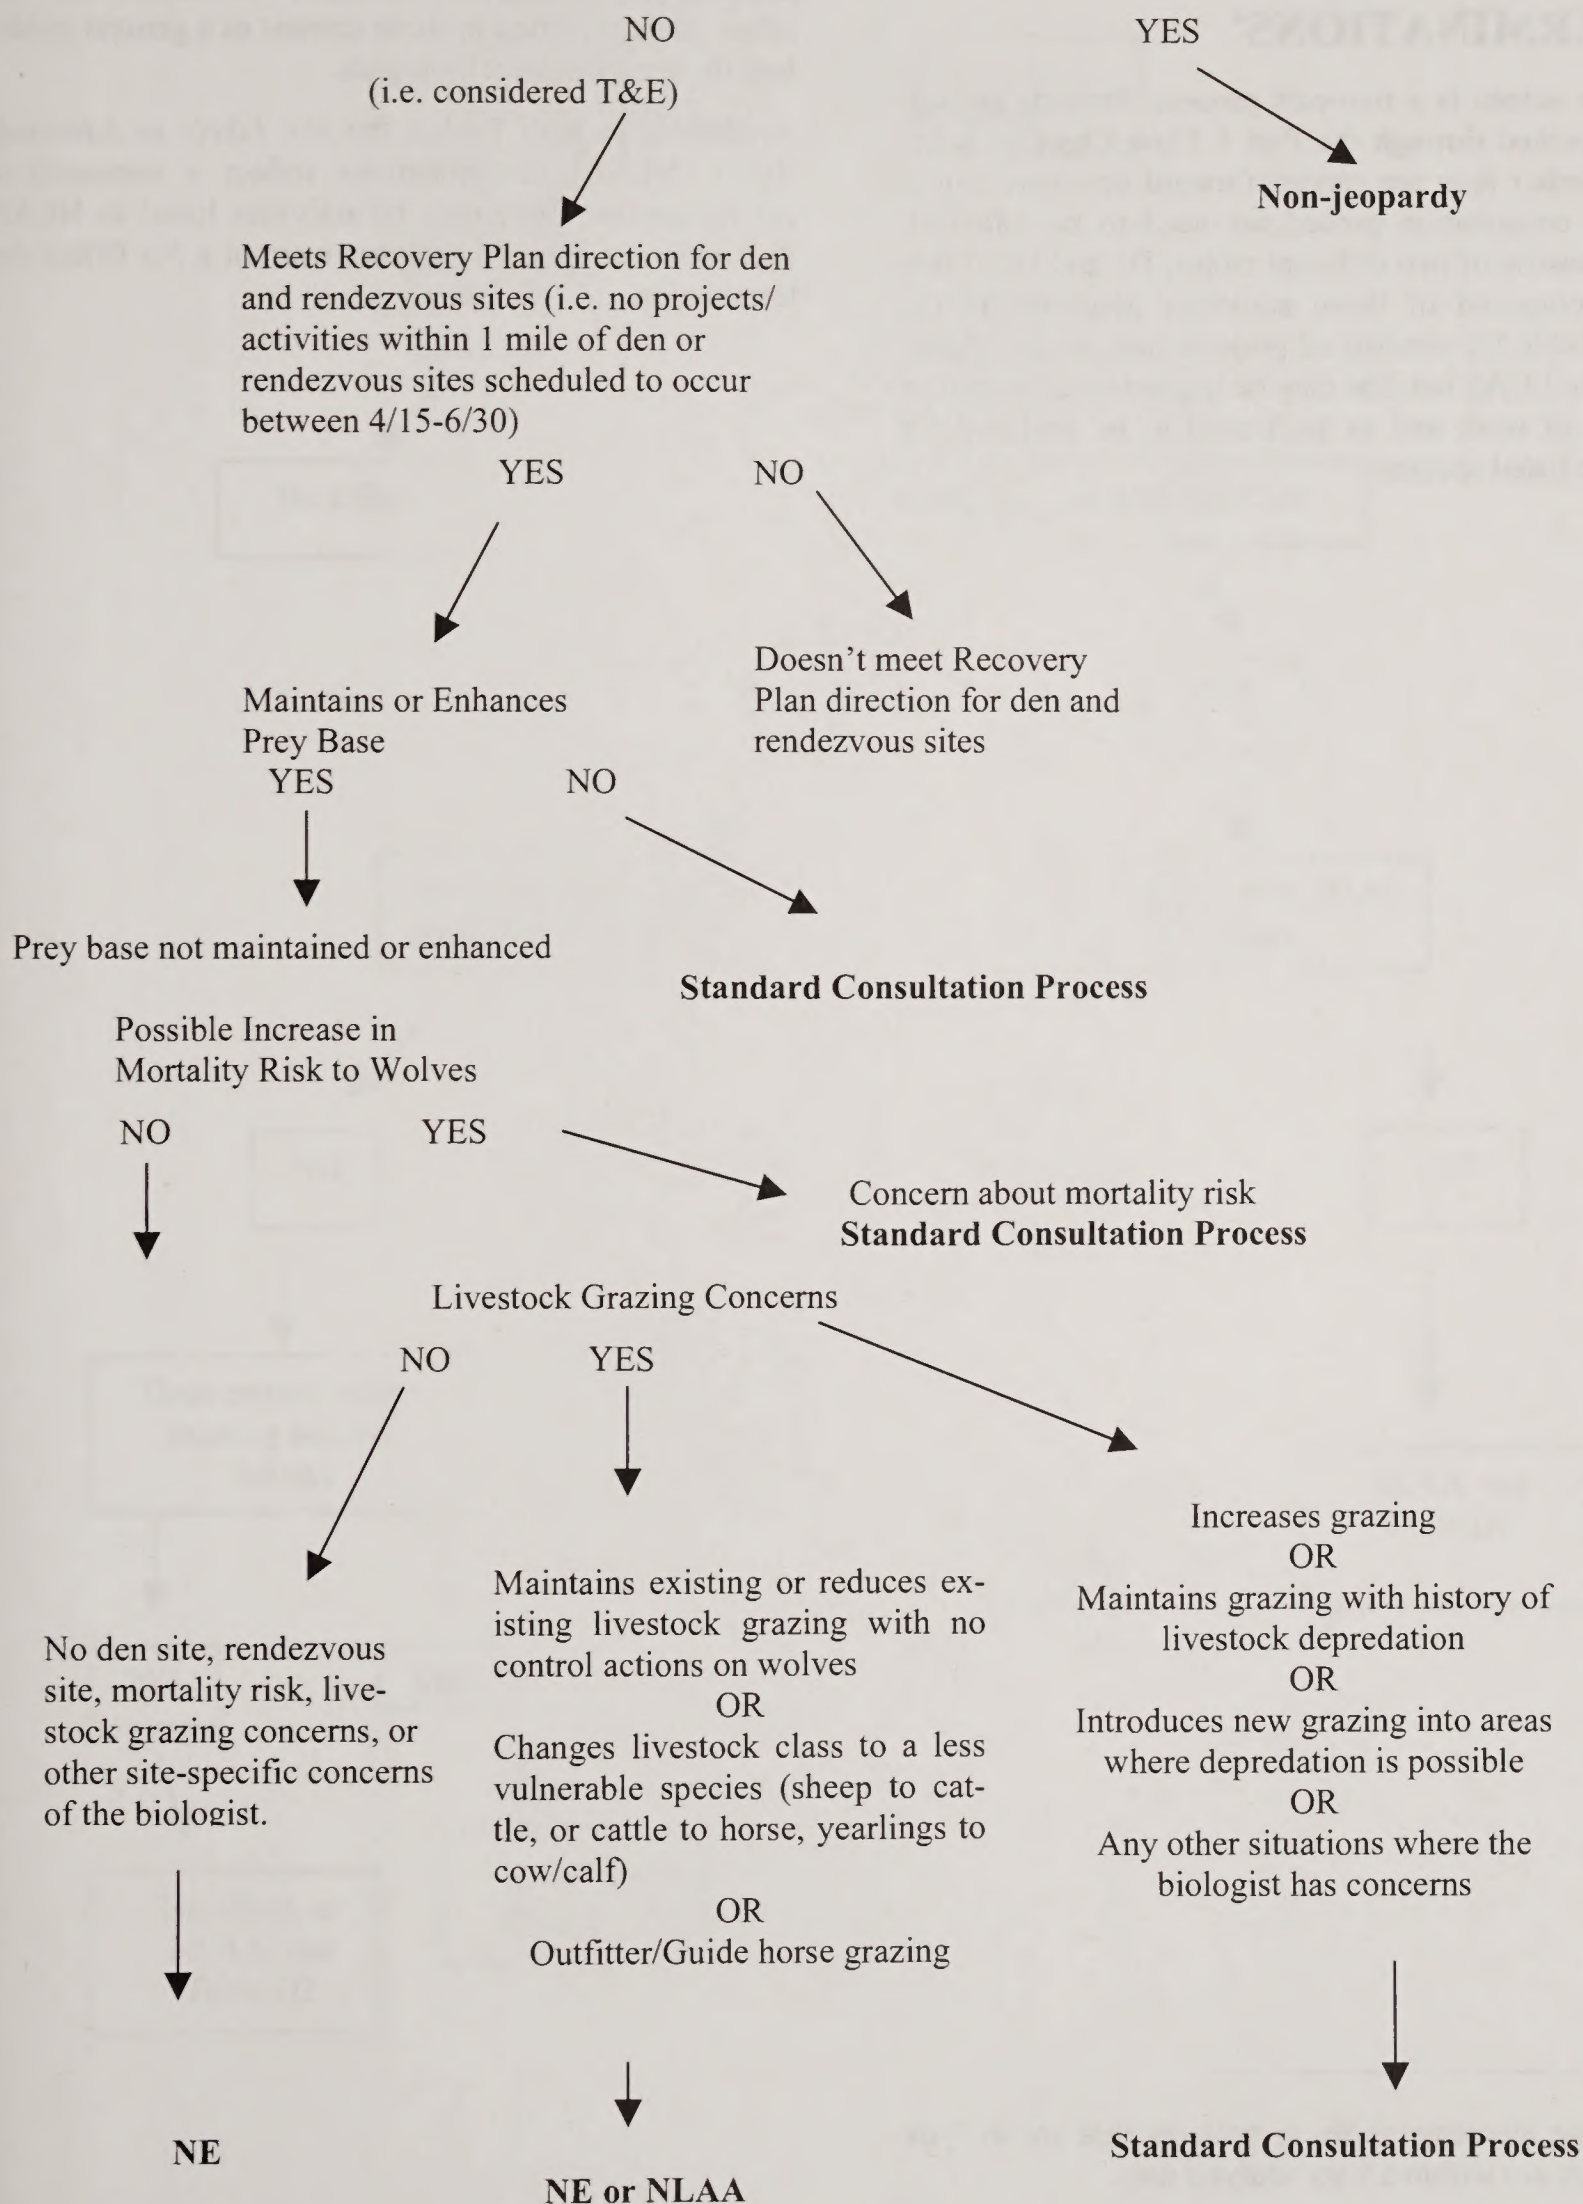 NO
YES
(i.e. considered T&E)
Non-jeopardy
Meets Recovery Plan direction for den
and rendezvous sites (i.e. no projects/
activities within 1 mile of den or
rendezvous sites scheduled to occur
between 4/15-6/30)
YES
NO
Doesn't meet Recovery
Plan direction for den and
rendezvous sites
Maintains or Enhances
Prey Base
YES
NO
Prey base not maintained or enhanced
Standard Consultation Process
Possible Increase in
Mortality Risk to Wolves
NO
YES
Concern about mortality risk
Standard Consultation Process
Livestock Grazing Concerns
NO
YES
No den site, rendezvous
site, mortality risk, live-
stock grazing concerns, or
other site-specific concerns
of the biologist.
Maintains existing or reduces ex-
isting livestock grazing with no
control actions on wolves
OR
Changes livestock class to a less
vulnerable species (sheep to cat-
tle, or cattle to horse, yearlings to
cow/calf)
OR
Outfitter/Guide horse grazing
Increases grazing
OR
Maintains grazing with history of
livestock depredation
OR
Introduces new grazing into areas
where depredation is possible
OR
Any other situations where the
biologist has concerns
NE
NE or NLAA
Standard Consultation Process